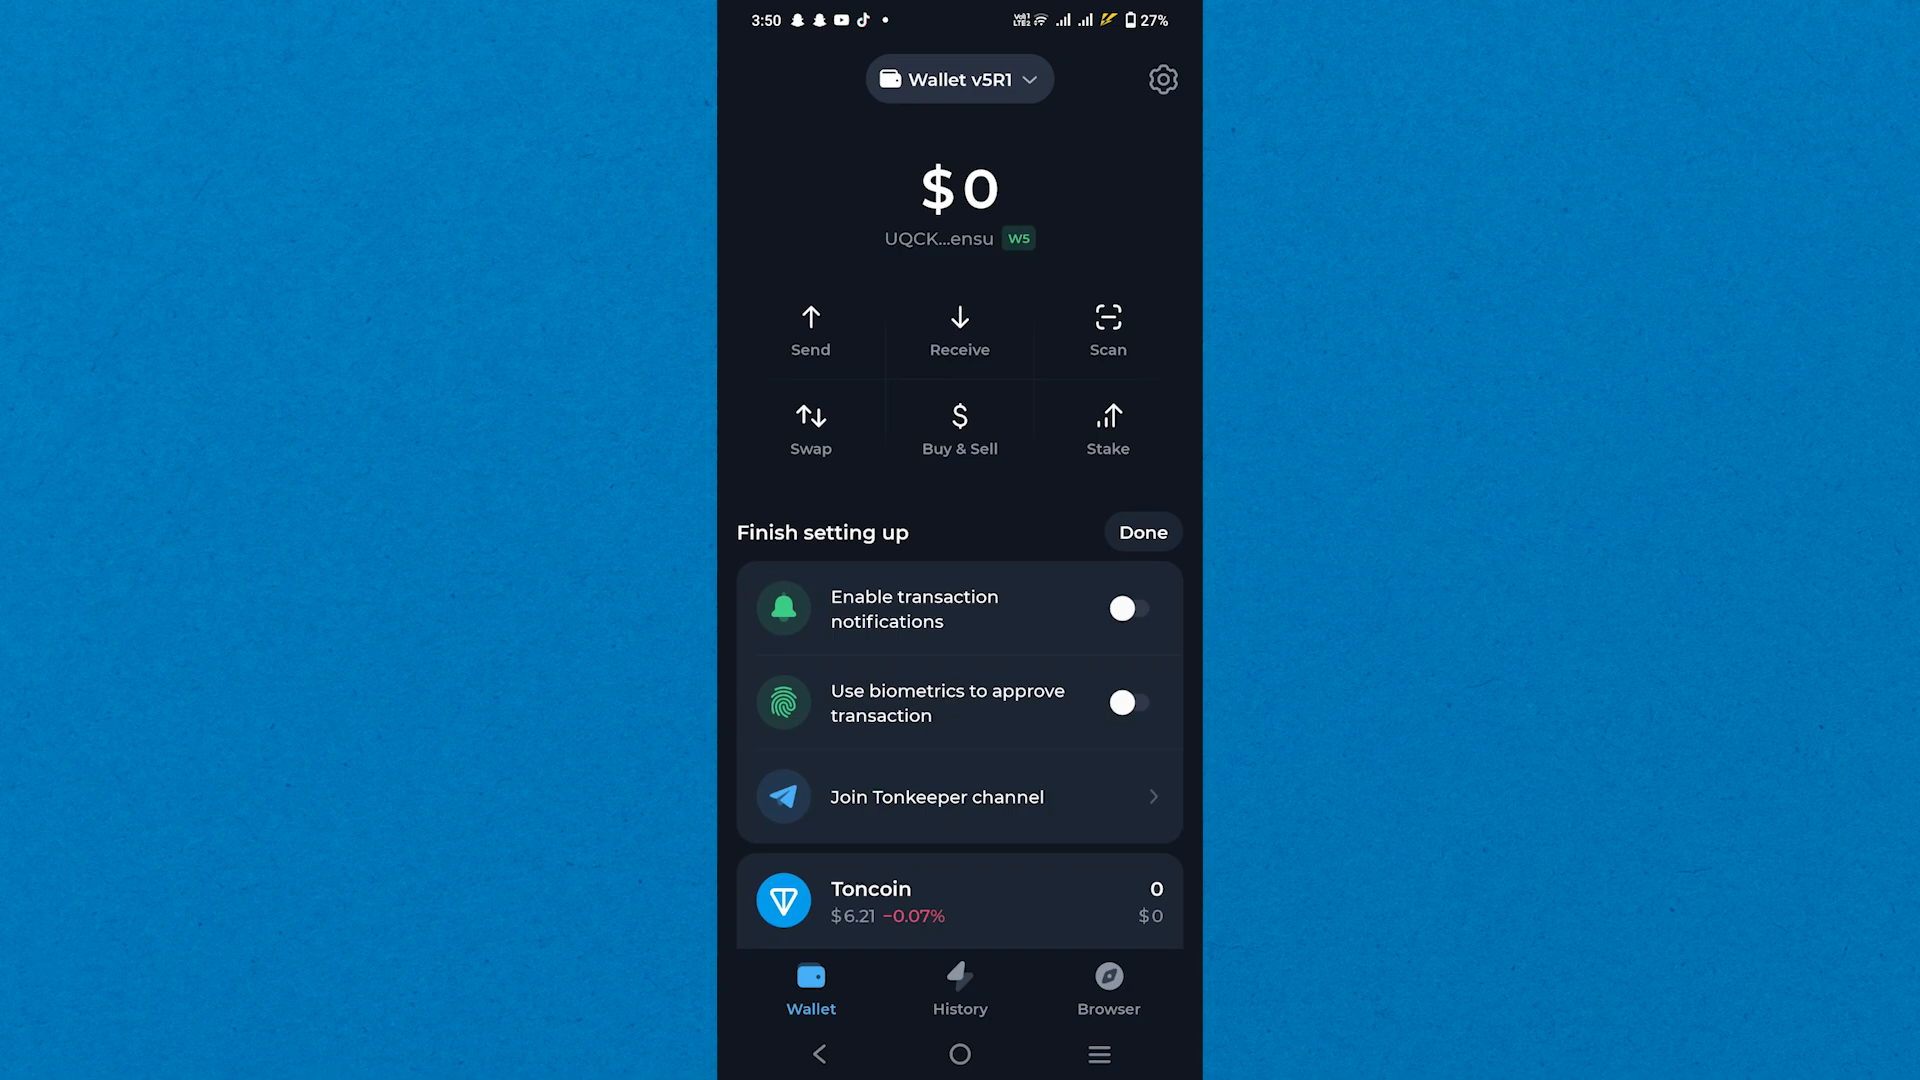 3:50 27%
Wallet v5R1
$0
UQCK...ensu W5
Send Receive Scan
Swap Buy & Sell Stake
Finish setting up Done
Enable transaction
notifications
Use biometrics to approve
transaction
Join Tonkeeper channel
Toncoin 0
$6.21 −0.07% $0
Wallet History Browser